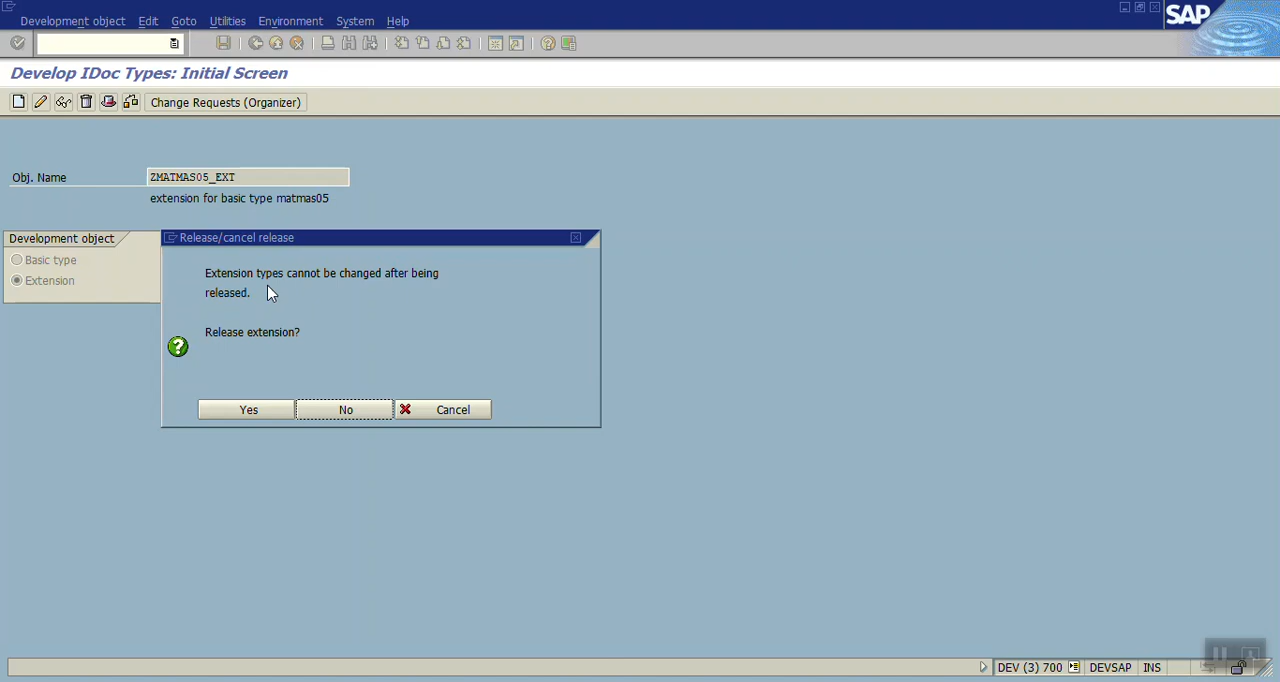 Development object Edit Goto Utilities Environment System Help
SAP
Develop IDoc Types: Initial Screen
Change Requests (Organizer)
Obj. Name ZMATMAS05_EXT
extension for basic type matmas05
Development object
Basic type
Extension
Release/cancel release
Extension types cannot be changed after being
released.
Release extension?
Yes No Cancel
DEV (3) 700 DEVSAP INS